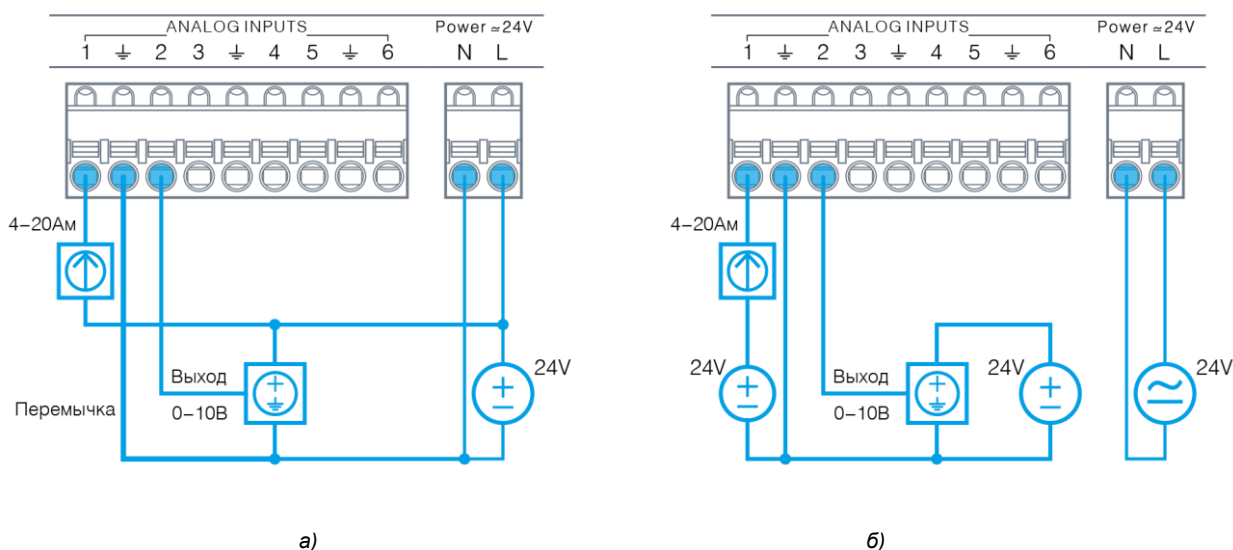 ANALOG INPUTS Power ≃24V
1 ⏚ 2 3 ⏚ 4 5 ⏚ 6 N L
4–20Ам
24V
Выход
0–10В
Перемычка
а)
ANALOG INPUTS Power ≃24V
1 ⏚ 2 3 ⏚ 4 5 ⏚ 6 N L
4–20Ам
24V
Выход
0–10В
24V
24V
б)